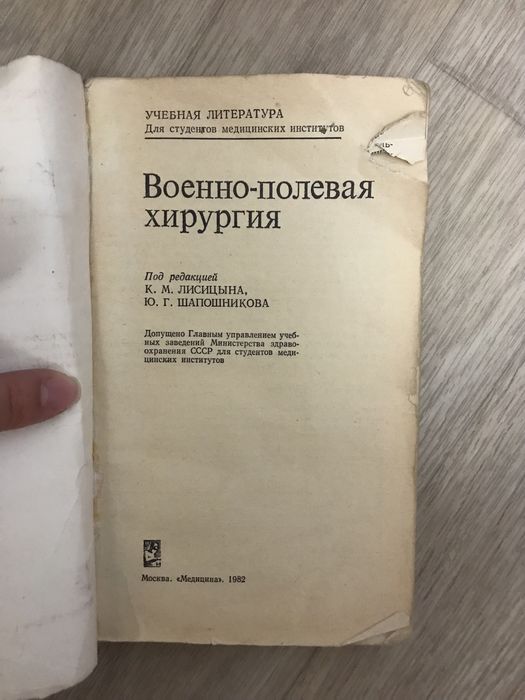 УЧЕБНАЯ ЛИТЕРАТУРА
Для студентов медицинских институтов
Военно-полевая
хирургия
Под редакцией
К. М. ЛИСИЦЫНА,
Ю. Г. ШАПОШНИКОВА
Допущено Главным управлением учеб-
ных заведений Министерства здраво-
охранения СССР для студентов меди-
цинских институтов
Москва. «Медицина». 1982